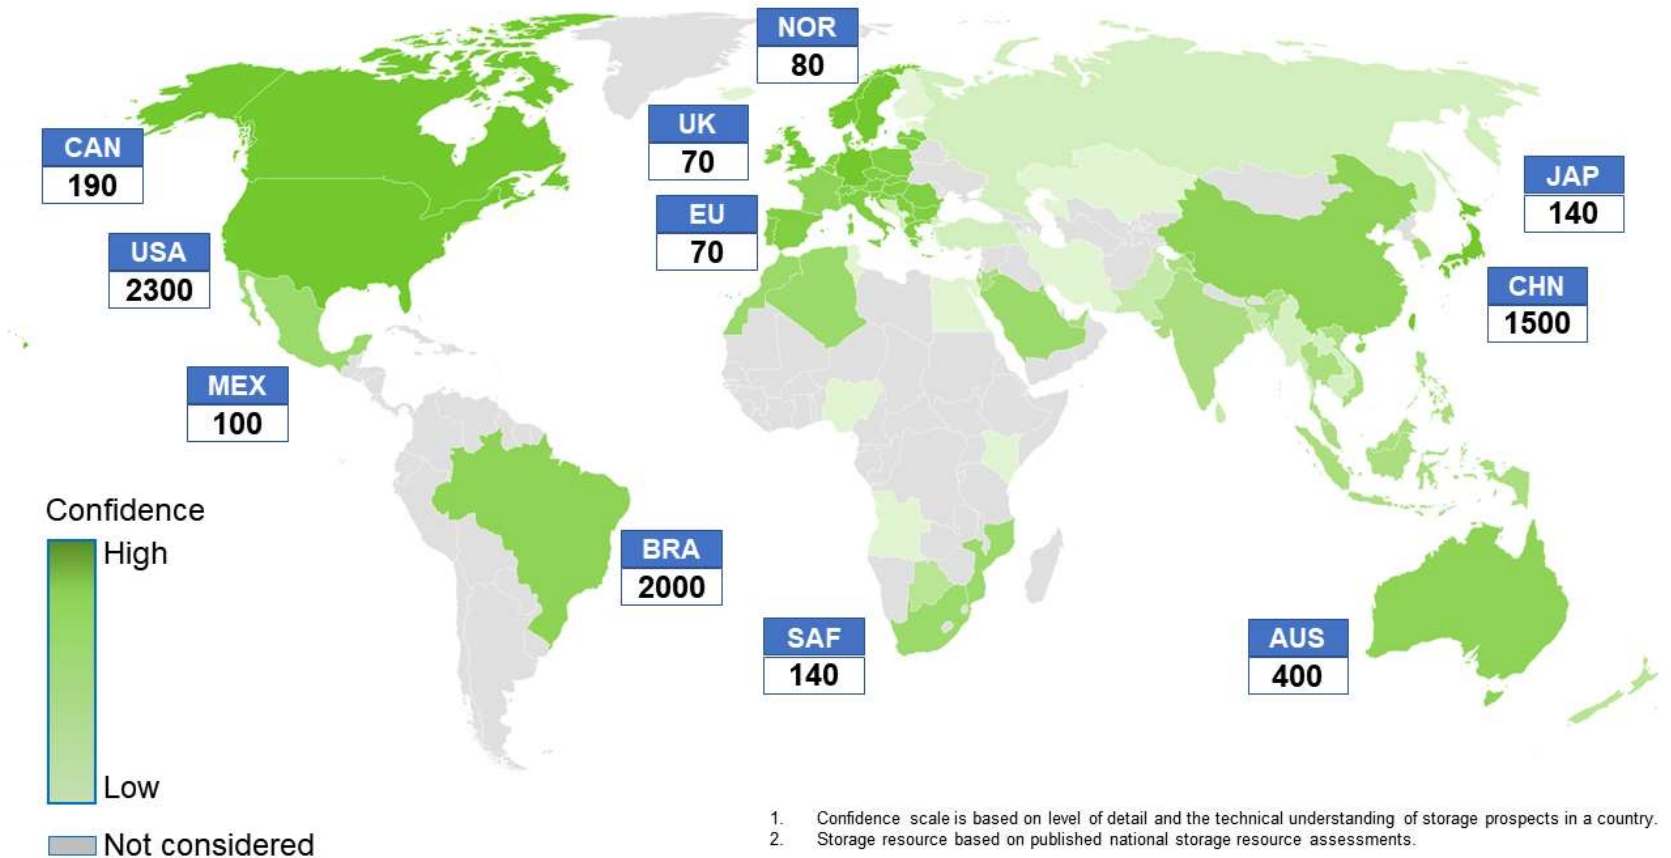 NOR
80
UK
70
CAN
190
EU
70
JAP
140
USA
2300
CHN
1500
MEX
100
Confidence
High
Low
Not considered
BRA
2000
SAF
140
AUS
400
1. Confidence scale is based on level of detail and the technical understanding of storage prospects in a country.
2. Storage resource based on published national storage resource assessments.